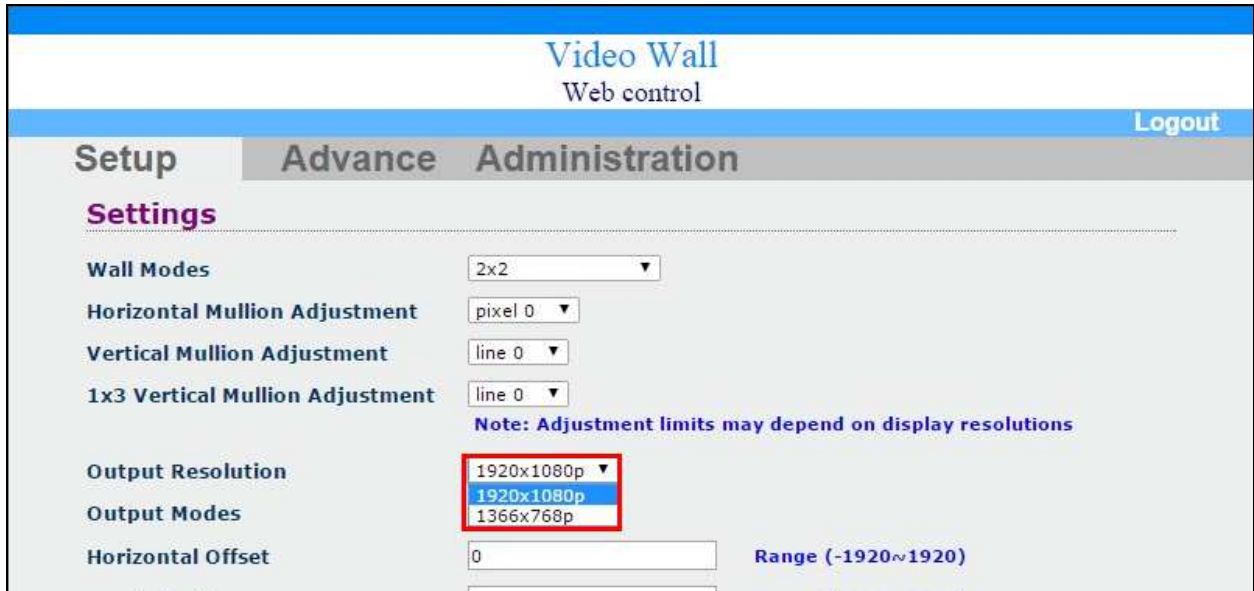 Video Wall
Web control
Logout
Setup Advance Administration
Settings
Wall Modes 2x2
Horizontal Mullion Adjustment pixel 0
Vertical Mullion Adjustment line 0
1x3 Vertical Mullion Adjustment line 0
Note: Adjustment limits may depend on display resolutions
Output Resolution 1920x1080p
1920x1080p
Output Modes 1366x768p
Horizontal Offset 0 Range (-1920~1920)